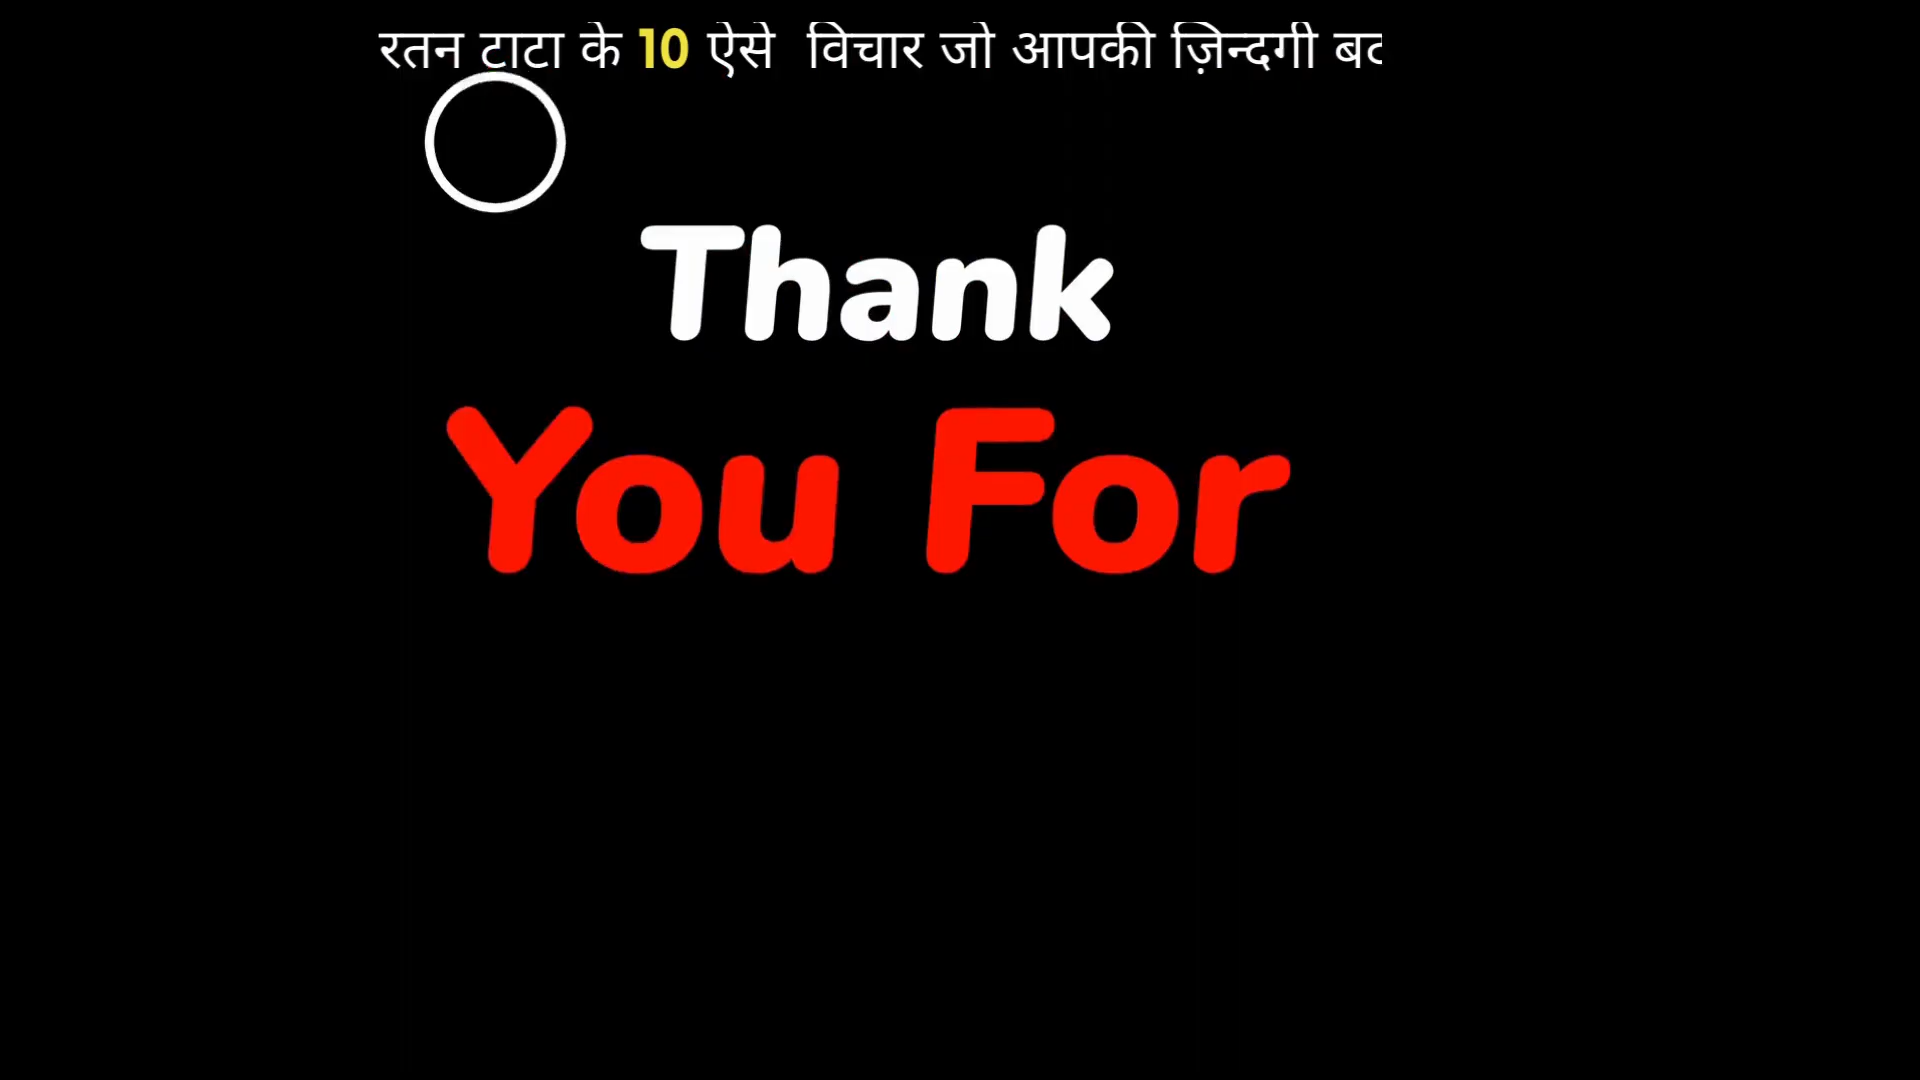 रतन टाटा के 10 ऐसे विचार जो आपकी ज़िन्दगी
Thank
You For